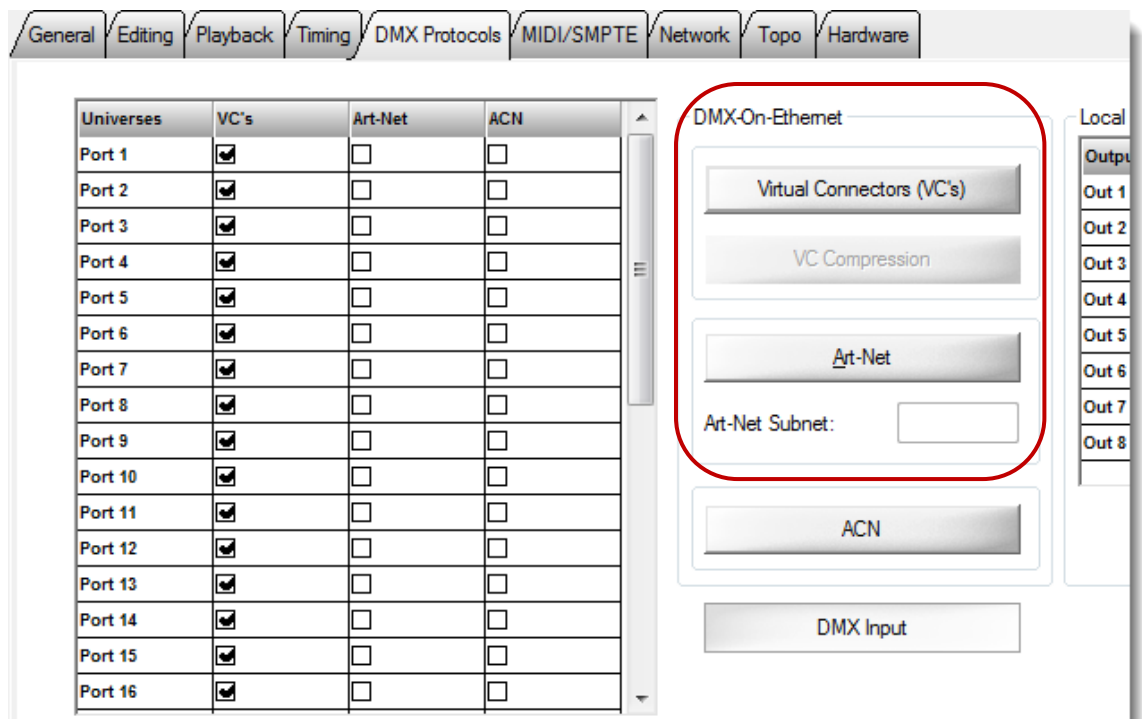 General Editing Playback Timing DMX Protocols MIDI/SMPTE Network Topo Hardware
Universes VC's Art-Net ACN
Port 1
Port 2
Port 3
Port 4
Port 5
Port 6
Port 7
Port 8
Port 9
Port 10
Port 11
Port 12
Port 13
Port 14
Port 15
Port 16
DMX-On-Ethernet
Virtual Connectors (VC's)
VC Compression
Art-Net
Art-Net Subnet:
ACN
DMX Input
Local
Outpu
Out 1
Out 2
Out 3
Out 4
Out 5
Out 6
Out 7
Out 8